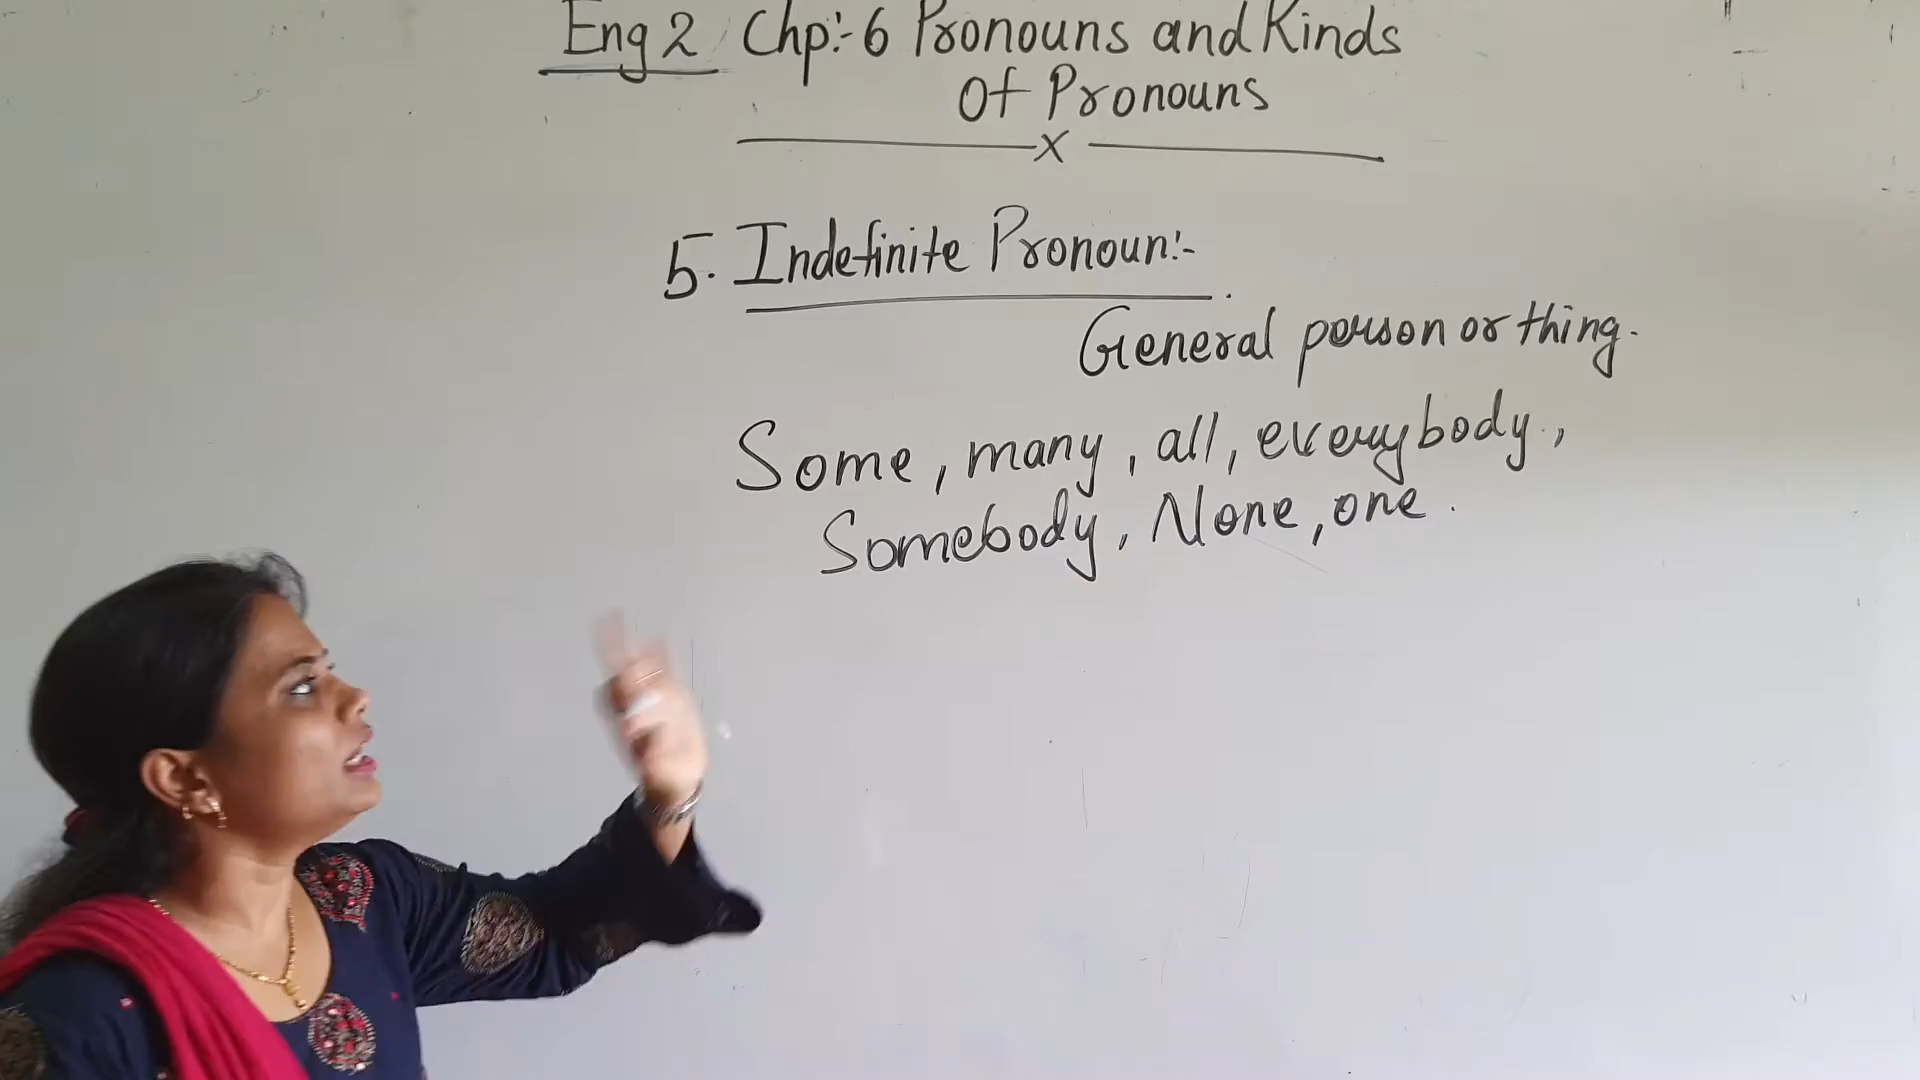 Eng 2 Chp:- 6 Pronouns and Kinds
Of Pronouns
x
5. Indefinite Pronoun:-
General person or thing.
Some, many, all, everybody,
Somebody, None, one.